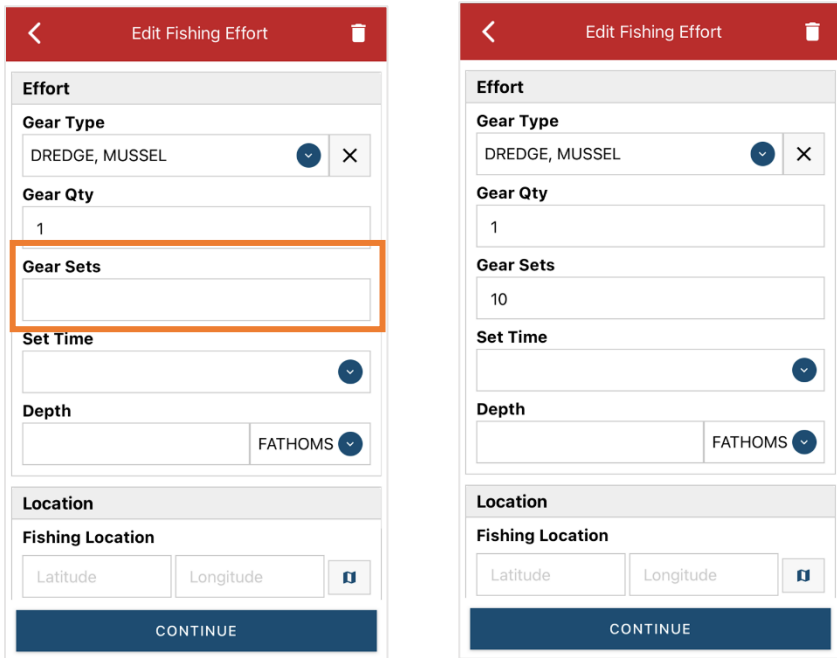 Edit Fishing Effort
Effort
Gear Type
DREDGE, MUSSEL
Gear Qty
1
Gear Sets
Set Time
Depth
FATHOMS
Location
Fishing Location
Latitude Longitude
CONTINUE
Edit Fishing Effort
Effort
Gear Type
DREDGE, MUSSEL
Gear Qty
1
Gear Sets
10
Set Time
Depth
FATHOMS
Location
Fishing Location
Latitude Longitude
CONTINUE